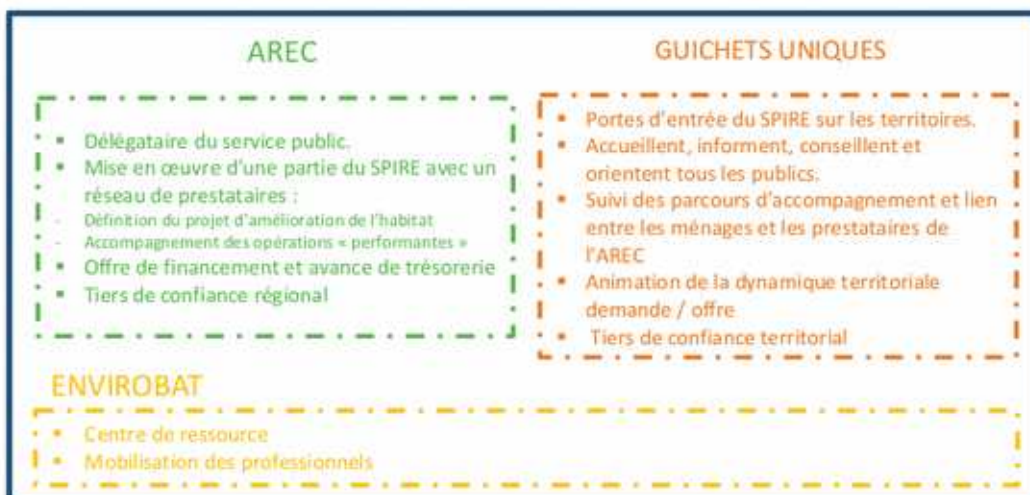 AREC
▪ Délégataire du service public.
▪ Mise en œuvre d'une partie du SPIRE avec un
réseau de prestataires :
- Définition du projet d'amélioration de l'habitat
- Accompagnement des opérations « performantes »
▪ Offre de financement et avance de trésorerie
▪ Tiers de confiance régional
GUICHETS UNIQUES
▪ Portes d'entrée du SPIRE sur les territoires.
▪ Accueillent, informent, conseillent et
orientent tous les publics.
▪ Suivi des parcours d'accompagnement et lien
entre les ménages et les prestataires de
l'AREC
▪ Animation de la dynamique territoriale
demande / offre
▪ Tiers de confiance territorial
ENVIROBAT
▪ Centre de ressource
▪ Mobilisation des professionnels